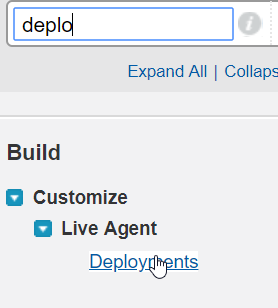 deplo
Expand All | Collaps
Build
Customize
Live Agent
Deployments